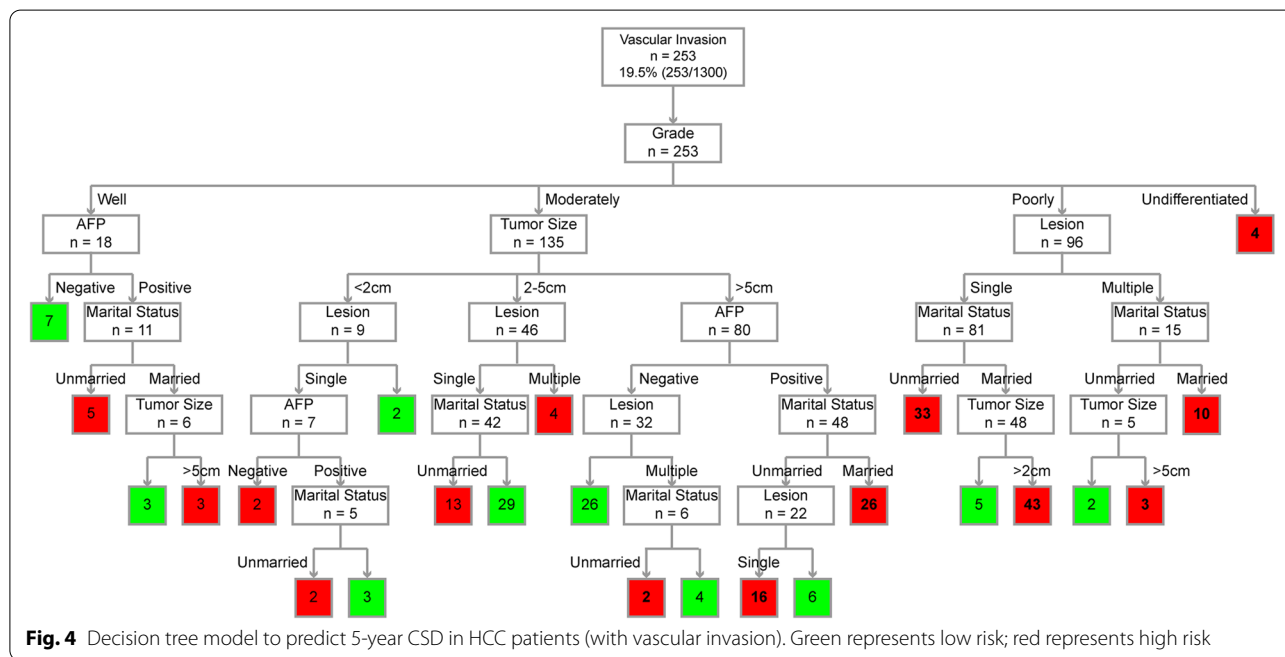 Vascular Invasion
n = 253
19.5% (253/1300)
Grade
n = 253
Well
Moderately
Poorly
Undifferentiated
AFP
n = 18
Tumor Size
n = 135
Lesion
n = 96
4
Negative
Positive
<2cm
2-5cm
>5cm
Single
Multiple
7
Marital Status
n = 11
Lesion
n = 9
Lesion
n = 46
AFP
n = 80
Marital Status
n = 81
Marital Status
n = 15
Unmarried
Married
Single
Single
Multiple
Negative
Positive
Unmarried
Married
Unmarried
Married
5
Tumor Size
n = 6
AFP
n = 7
2
Marital Status
n = 42
4
Lesion
n = 32
Marital Status
n = 48
33
Tumor Size
n = 48
Tumor Size
n = 5
10
>5cm
Negative
Positive
Unmarried
Multiple
Unmarried
Married
>2cm
>5cm
3
3
2
Marital Status
n = 5
13
29
26
Marital Status
n = 6
Lesion
n = 22
26
5
43
2
3
Unmarried
Unmarried
Single
2
3
2
4
16
6
Fig. 4 Decision tree model to predict 5-year CSD in HCC patients (with vascular invasion). Green represents low risk; red represents high risk